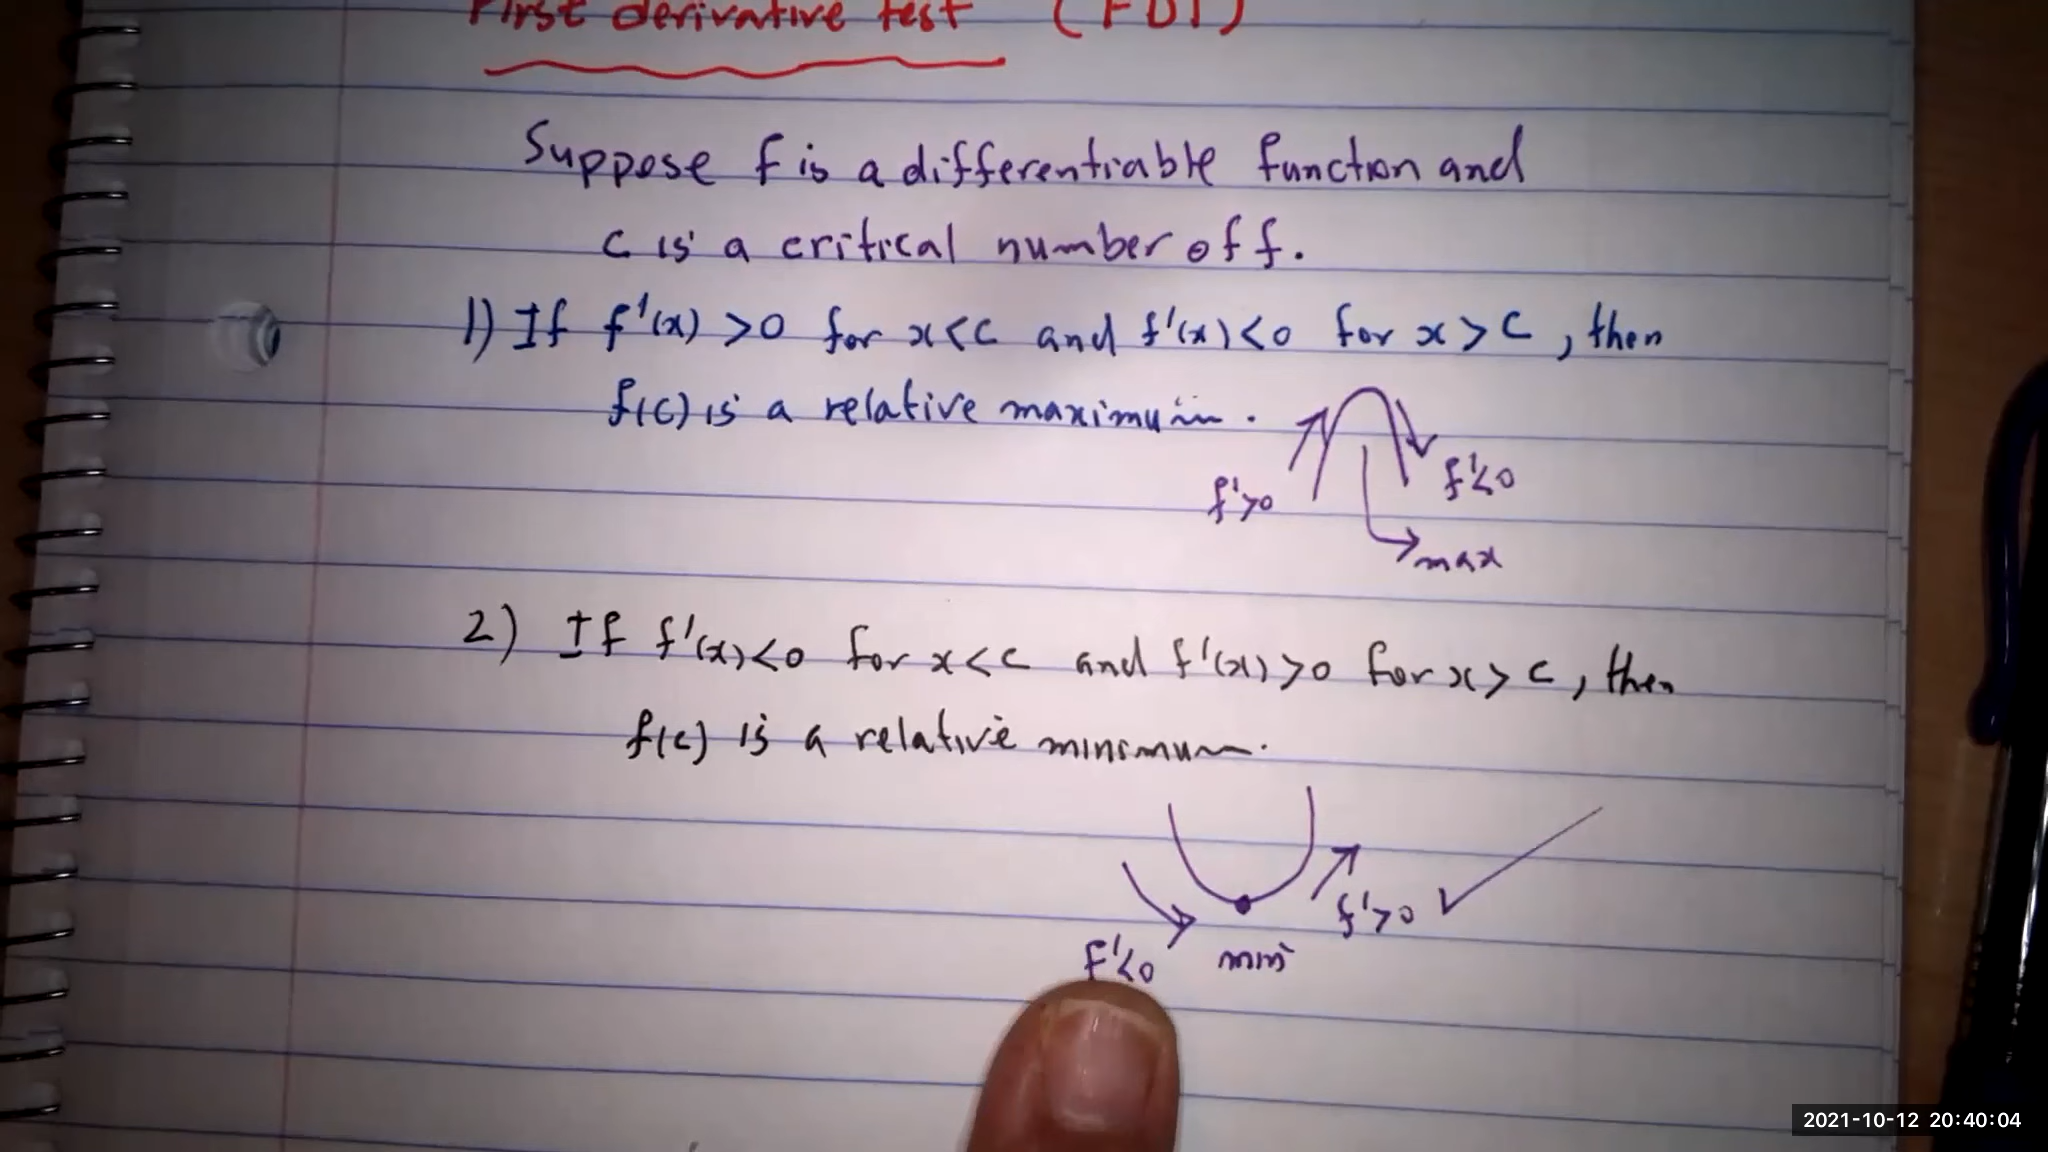 First derivative test (FDT)
Suppose f is a differentiable function and
c is a critical number of f.
1) If f'(x) >0 for x<c and f'(x)<0 for x>c, then
f(c) is a relative maximum.
f'>0
f'<0
max
2) If f'(x)<0 for x<c and f'(x)>0 for x>c, then
f(c) is a relative minimum.
f'<0
min
f'>0
2021-10-12 20:40:04